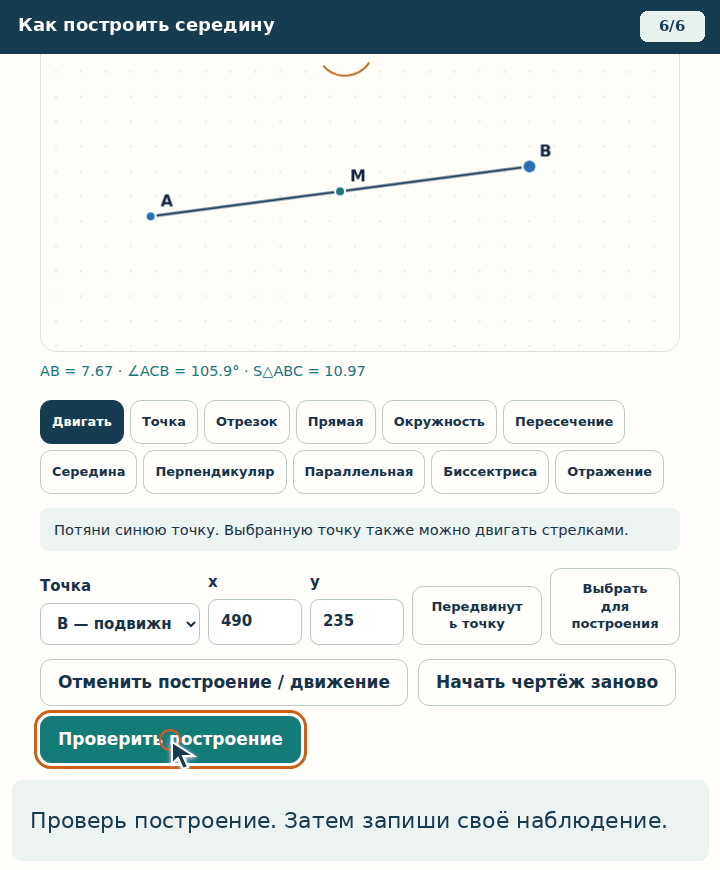 Как построить середину
6/6
B
M
A
AB = 7.67 · ∠ACB = 105.9° · S△ABC = 10.97
Двигать Точка Отрезок Прямая Окружность Пересечение
Середина Перпендикуляр Параллельная Биссектриса Отражение
Потяни синюю точку. Выбранную точку также можно двигать стрелками.
Точка x y
B — подвижн 490 235
Передвинут
ь точку
Выбрать
для
построения
Отменить построение / движение Начать чертёж заново
Проверить построение
Проверь построение. Затем запиши своё наблюдение.